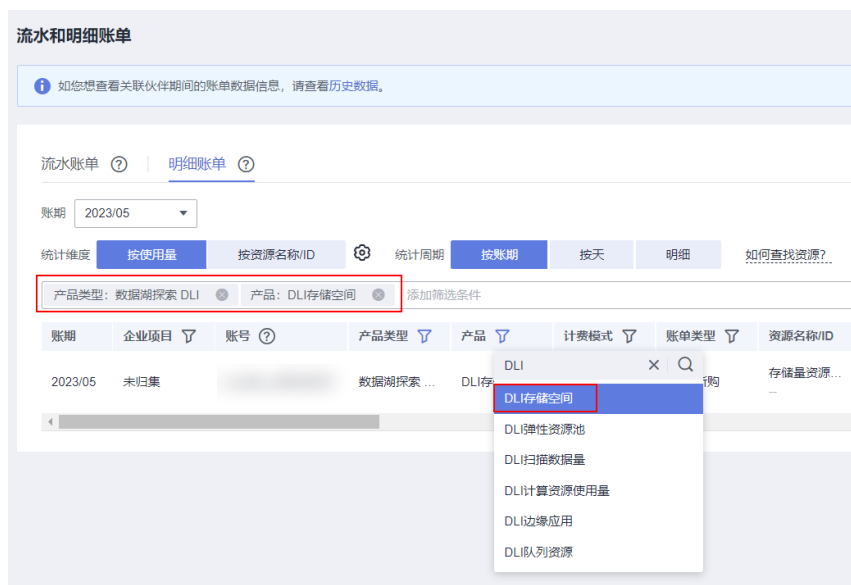 流水和明细账单
如您想查看关联伙伴期间的账单数据信息，请查看历史数据。
流水账单 ? 明细账单 ?
账期 2023/05
统计维度 按使用量 按资源名称/ID 统计周期 按账期 按天 明细 如何查找资源？
产品类型：数据湖探索 DLI 产品：DLI存储空间 添加筛选条件
账期 企业项目 账号 ? 产品类型 产品 计费模式 账单类型 资源名称/ID
2023/05 未归集 数据湖探索 ... DLI存 购 存储量资源...
--
DLI
DLI存储空间
DLI弹性资源池
DLI扫描数据量
DLI计算资源使用量
DLI边缘应用
DLI队列资源